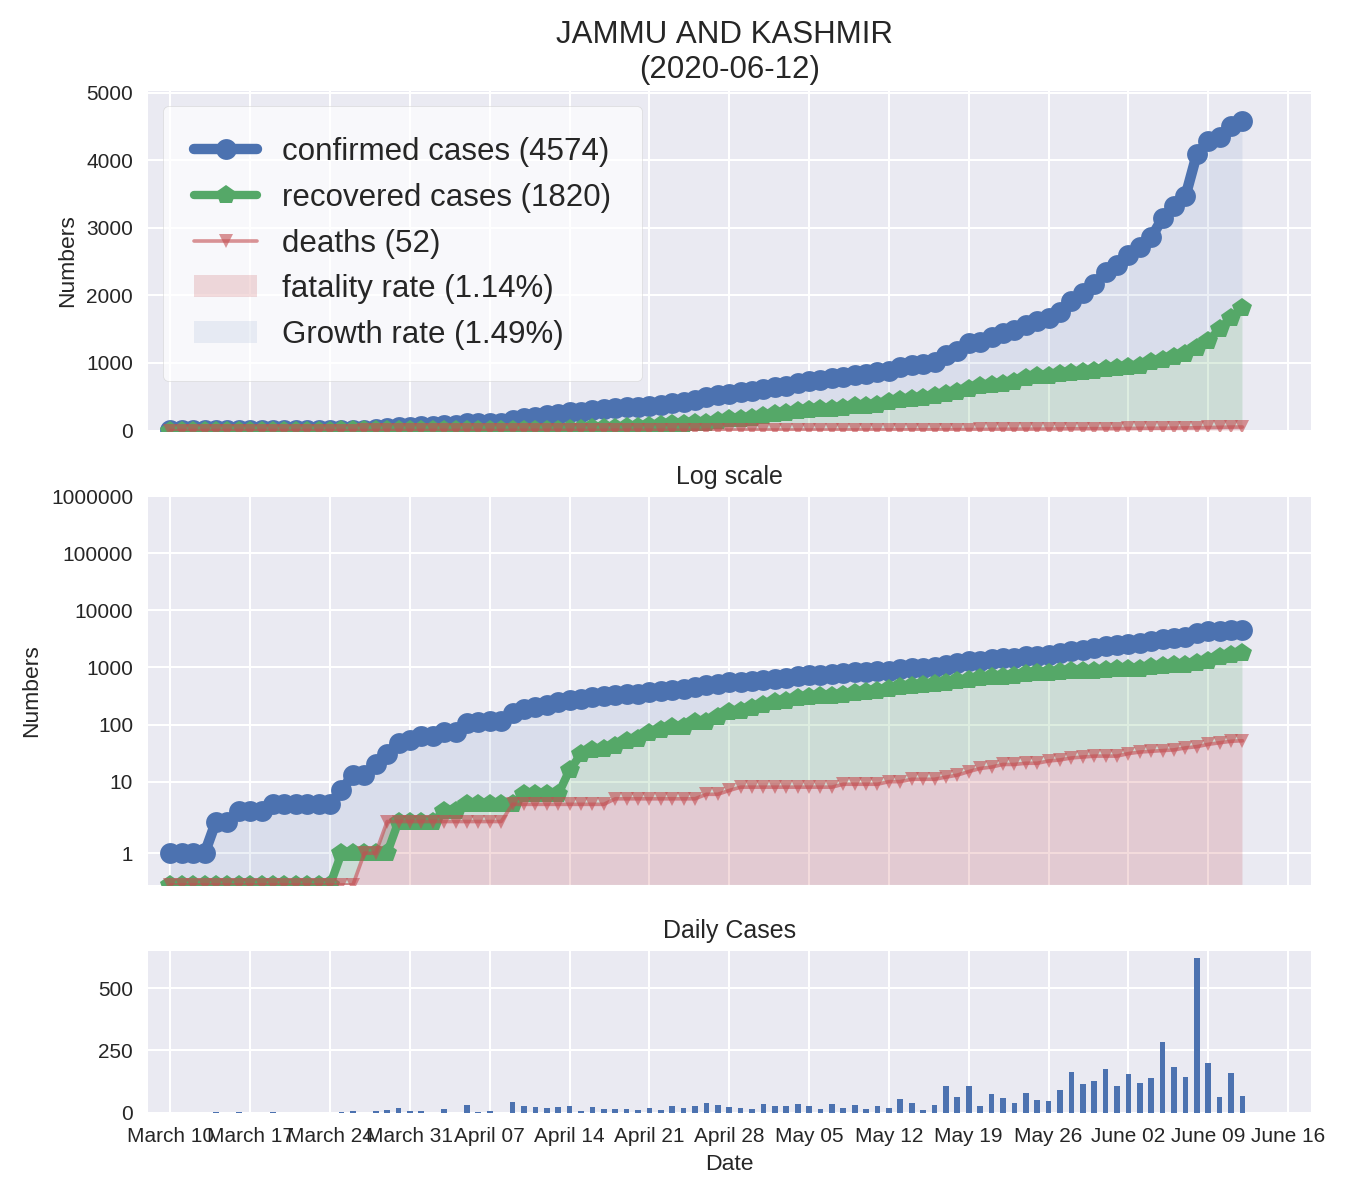 JAMMU AND KASHMIR
(2020-06-12)
5000
4000
3000
2000
1000
0
Numbers
confirmed cases (4574)
recovered cases (1820)
deaths (52)
fatality rate (1.14%)
Growth rate (1.49%)
Log scale
1000000
100000
10000
1000
100
10
1
Numbers
Daily Cases
500
250
0
March 10 March 17 March 24 March 31 April 07 April 14 April 21 April 28 May 05 May 12 May 19 May 26 June 02 June 09 June 16
Date